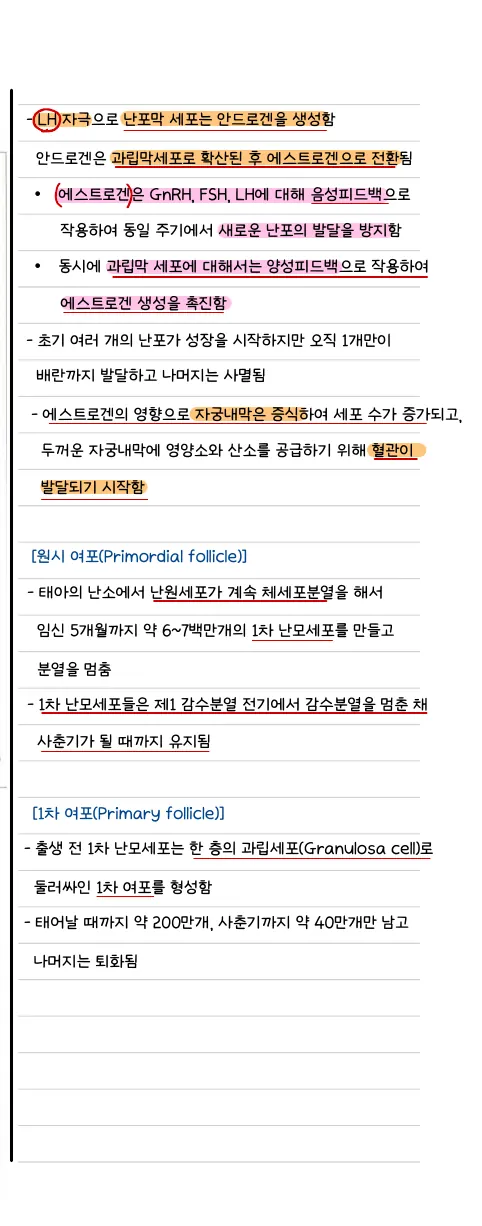 - LH 자극으로 난포막 세포는 안드로겐을 생성함
안드로겐은 과립막세포로 확산된 후 에스트로겐으로 전환됨
• (에스트로겐)은 GnRH, FSH, LH에 대해 음성피드백으로
작용하여 동일 주기에서 새로운 난포의 발달을 방지함
• 동시에 과립막 세포에 대해서는 양성피드백으로 작용하여
에스트로겐 생성을 촉진함
- 초기 여러 개의 난포가 성장을 시작하지만 오직 1개만이
배란까지 발달하고 나머지는 사멸됨
- 에스트로겐의 영향으로 자궁내막은 증식하여 세포 수가 증가되고,
두꺼운 자궁내막에 영양소와 산소를 공급하기 위해 혈관이
발달되기 시작함
[원시 여포(Primordial follicle)]
- 태아의 난소에서 난원세포가 계속 체세포분열을 해서
임신 5개월까지 약 6~7백만개의 1차 난모세포를 만들고
분열을 멈춤
- 1차 난모세포들은 제1 감수분열 전기에서 감수분열을 멈춘 채
사춘기가 될 때까지 유지됨
[1차 여포(Primary follicle)]
- 출생 전 1차 난모세포는 한 층의 과립세포(Granulosa cell)로
둘러싸인 1차 여포를 형성함
- 태어날 때까지 약 200만개, 사춘기까지 약 40만개만 남고
나머지는 퇴화됨